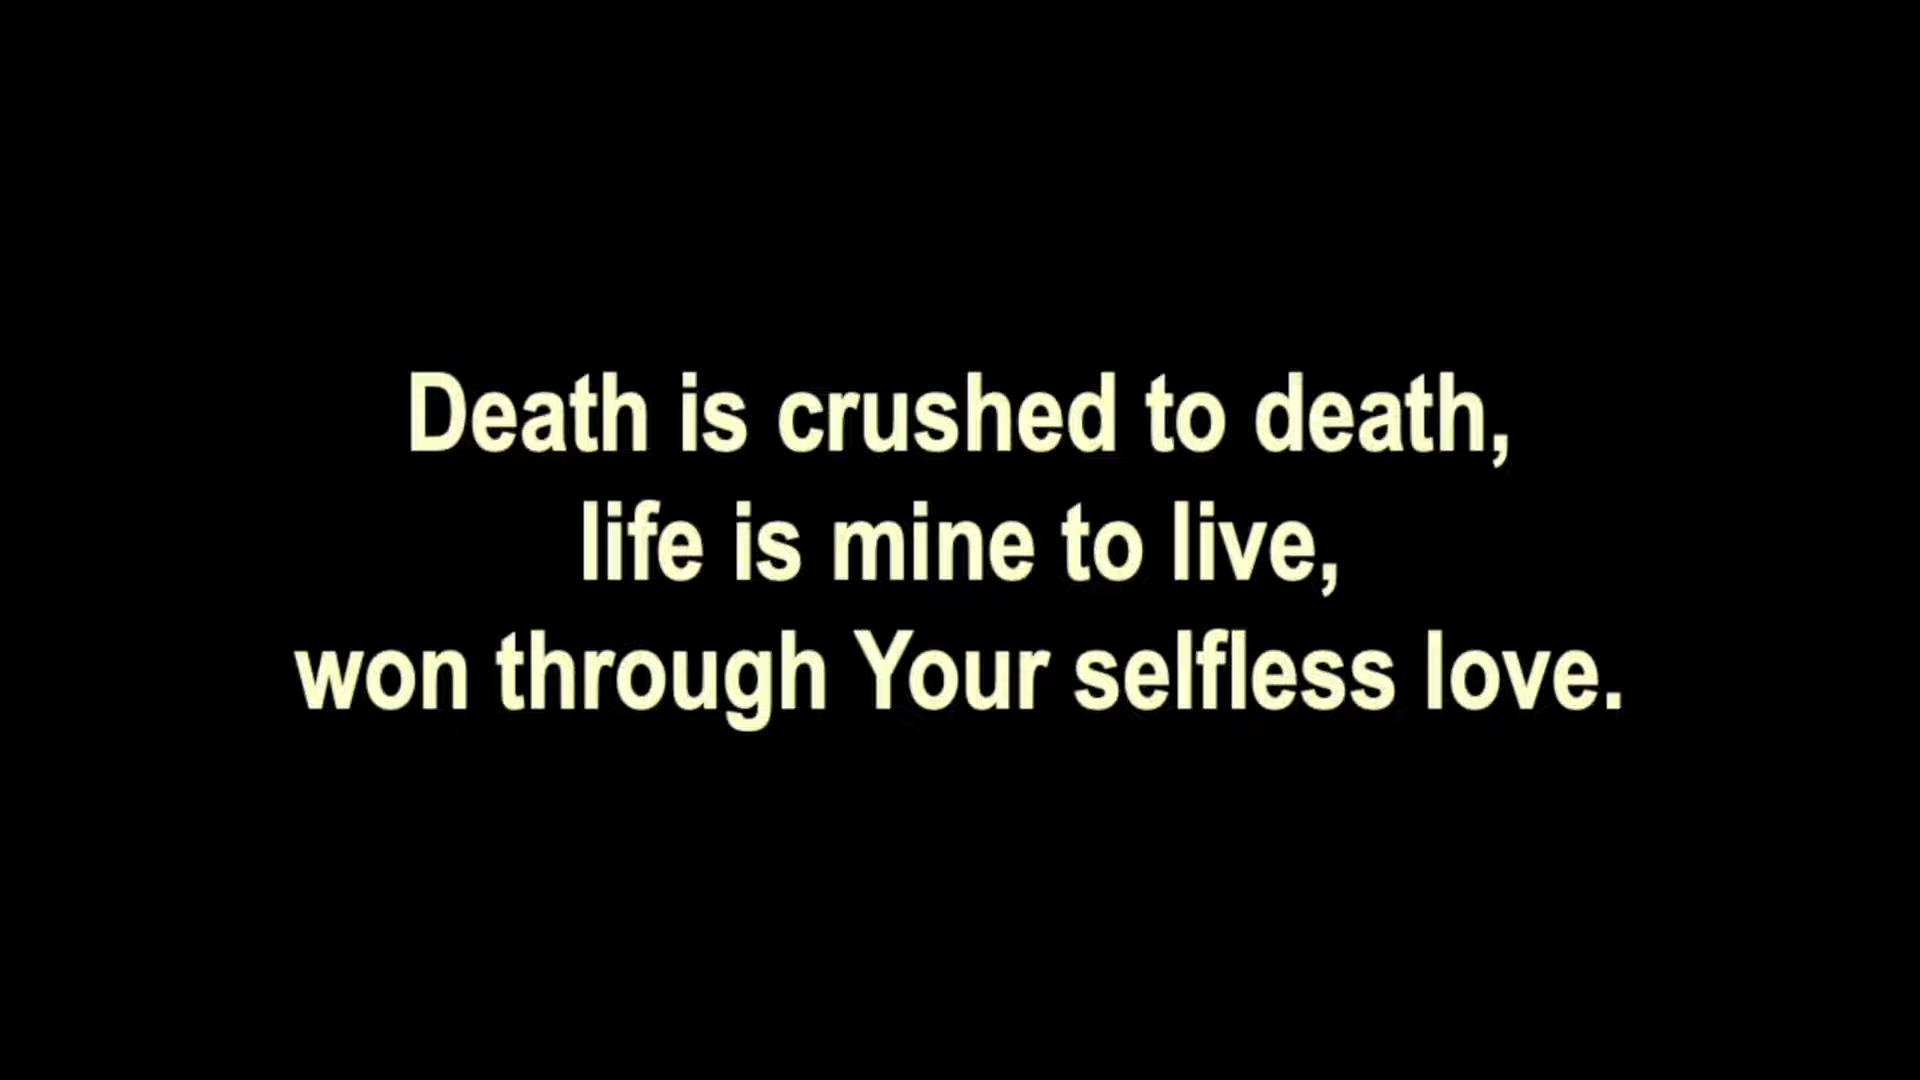 Death is crushed to death,
life is mine to live,
won through Your selfless love.